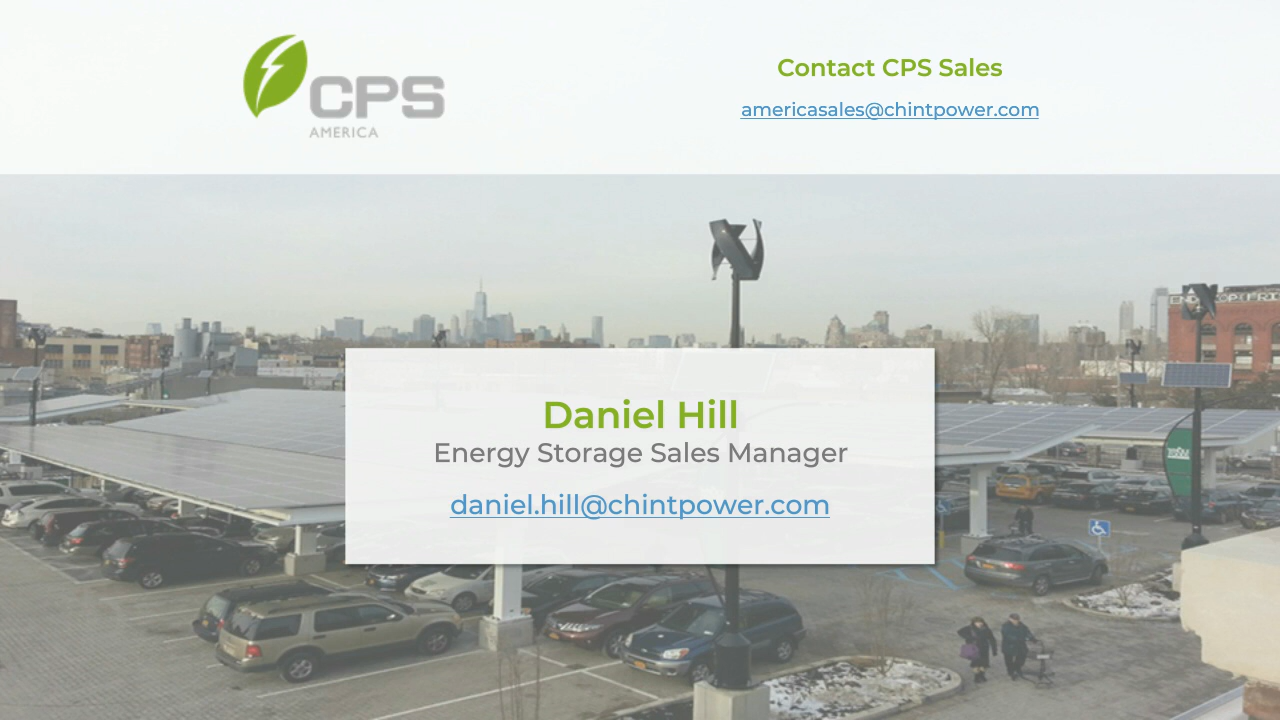 CPS
AMERICA
Contact CPS Sales
americasales@chintpower.com
Daniel Hill
Energy Storage Sales Manager
daniel.hill@chintpower.com